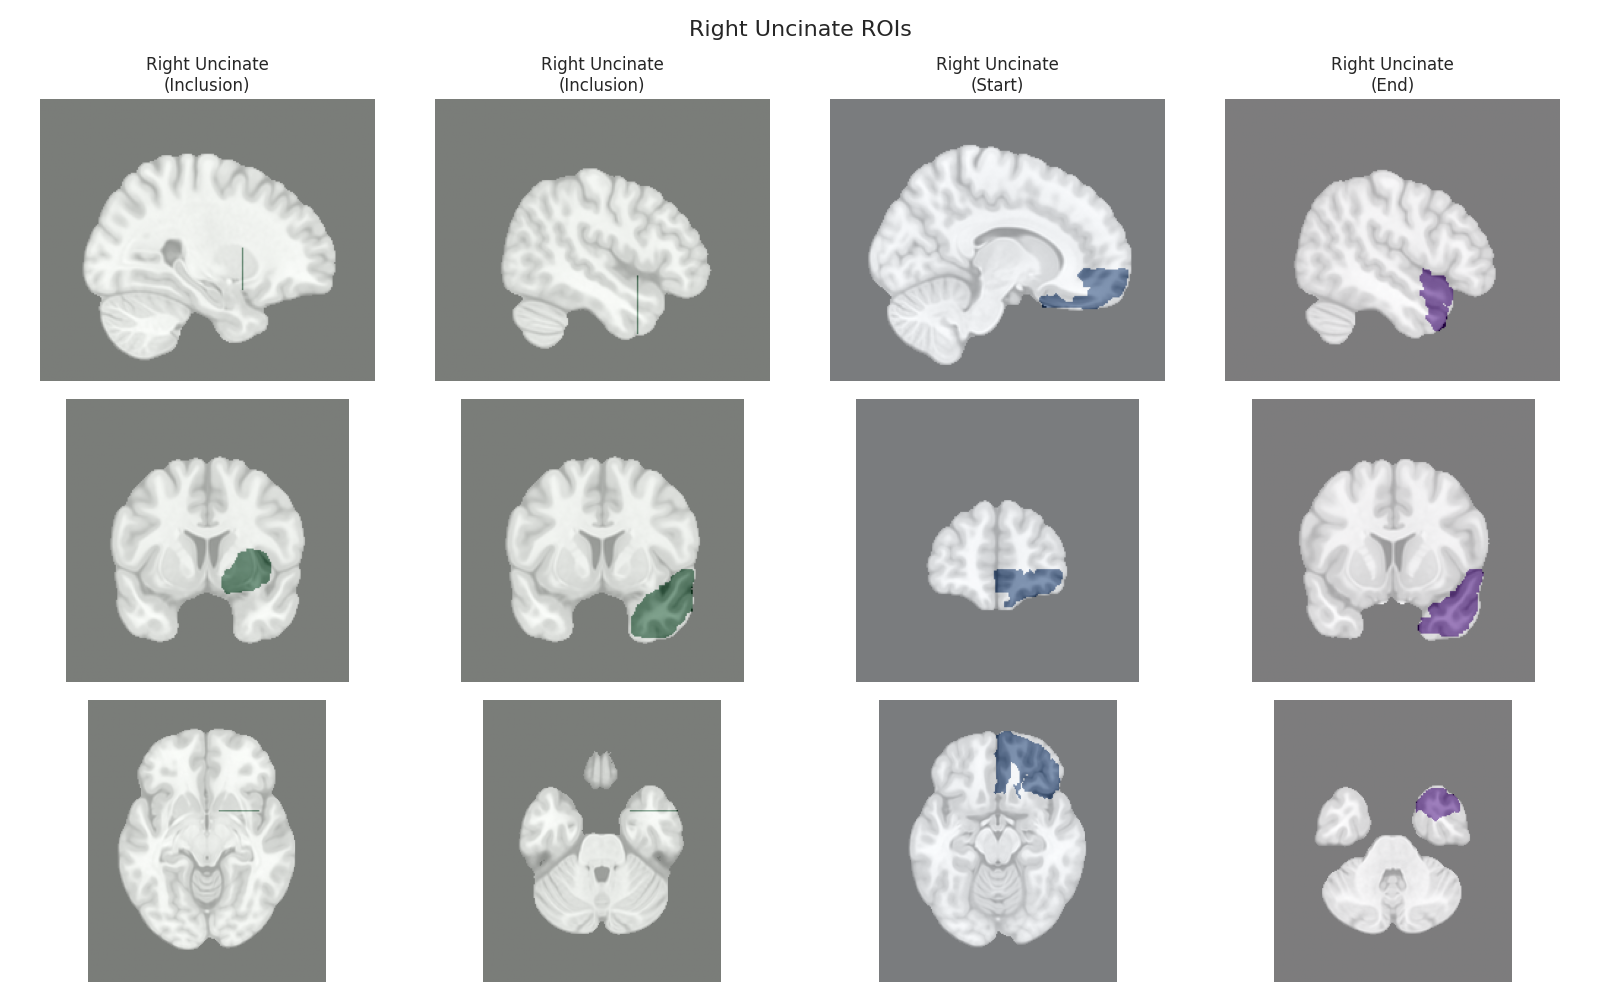 Right Uncinate ROIs
Right Uncinate
(Inclusion)
Right Uncinate
(Inclusion)
Right Uncinate
(Start)
Right Uncinate
(End)